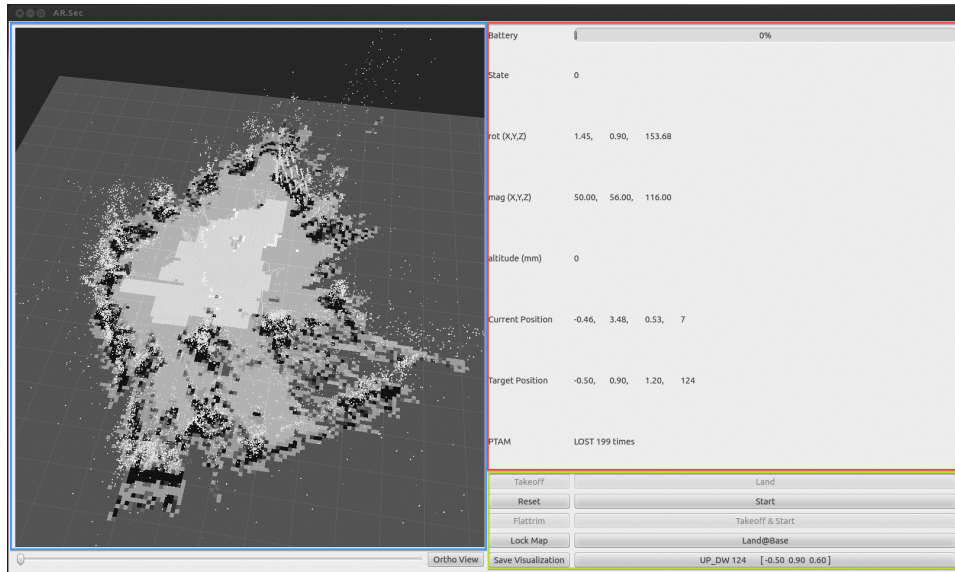 AR.Sec
Battery 0%
State 0
rot (X,Y,Z) 1.45, 0.90, 153.68
mag (X,Y,Z) 50.00, 56.00, 116.00
altitude (mm) 0
Current Position -0.46, 3.48, 0.53, 7
Target Position -0.50, 0.90, 1.20, 124
PTAM LOST 199 times
Takeoff Land
Reset Start
Flattrim Takeoff & Start
Lock Map Land@Base
Ortho View Save Visualization UP_DW 124 [ -0.50 0.90 0.60 ]